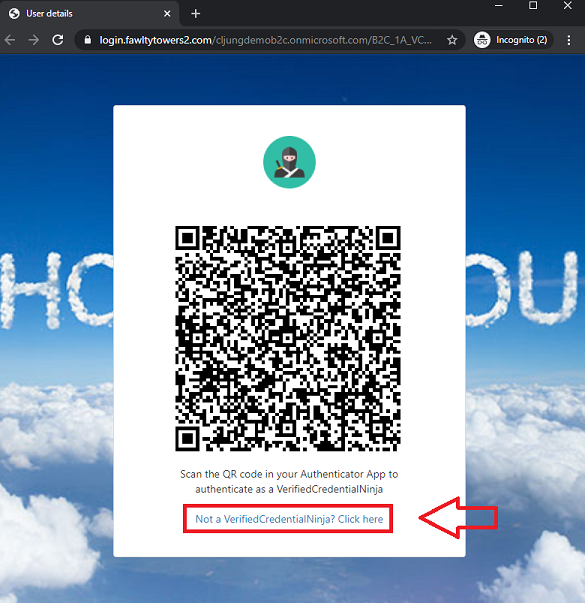 User details
login.fawltytowers2.com/cljungdemob2c.onmicrosoft.com/B2C_1A_VC...
Incognito (2)
HO
OU
Scan the QR code in your Authenticator App to
authenticate as a VerifiedCredentialNinja
Not a VerifiedCredentialNinja? Click here